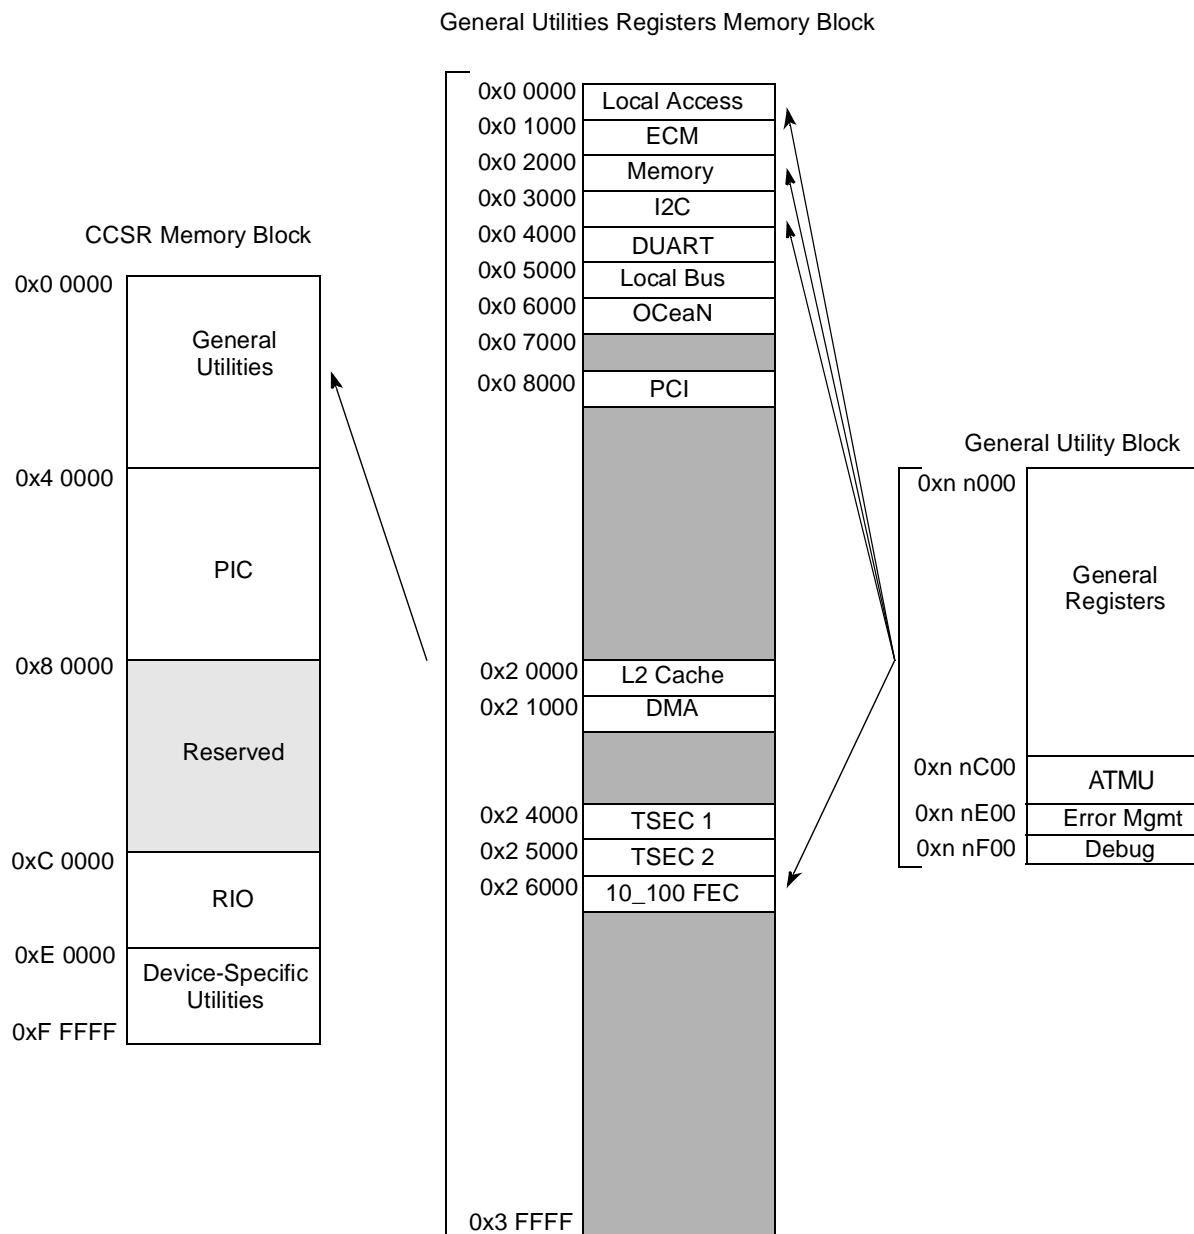 General Utilities Registers Memory Block
0x0 0000
Local Access
0x0 1000
ECM
0x0 2000
Memory
0x0 3000
I2C
0x0 4000
DUART
0x0 5000
Local Bus
0x0 6000
OCeaN
0x0 7000
0x0 8000
PCI
0x2 0000
L2 Cache
0x2 1000
DMA
0x2 4000
TSEC 1
0x2 5000
TSEC 2
0x2 6000
10_100 FEC
0x3 FFFF
CCSR Memory Block
0x0 0000
General
Utilities
0x4 0000
PIC
0x8 0000
Reserved
0xC 0000
RIO
0xE 0000
Device-Specific
Utilities
0xF FFFF
General Utility Block
0xn n000
General
Registers
0xn nC00
ATMU
0xn nE00
Error Mgmt
0xn nF00
Debug